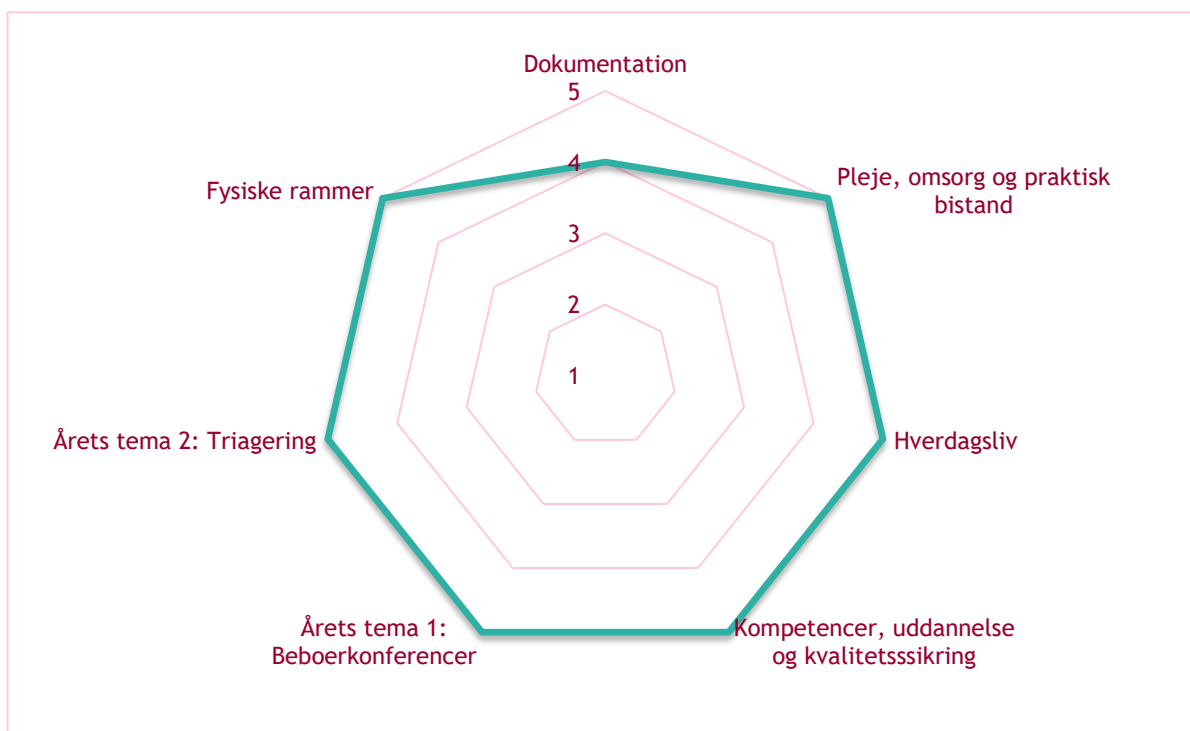 Dokumentation
5
4
3
2
1
Pleje, omsorg og praktisk
bistand
Hverdagsliv
Kompetencer, uddannelse
og kvalitetsssikring
Årets tema 1:
Beboerkonferencer
Årets tema 2: Triagering
Fysiske rammer